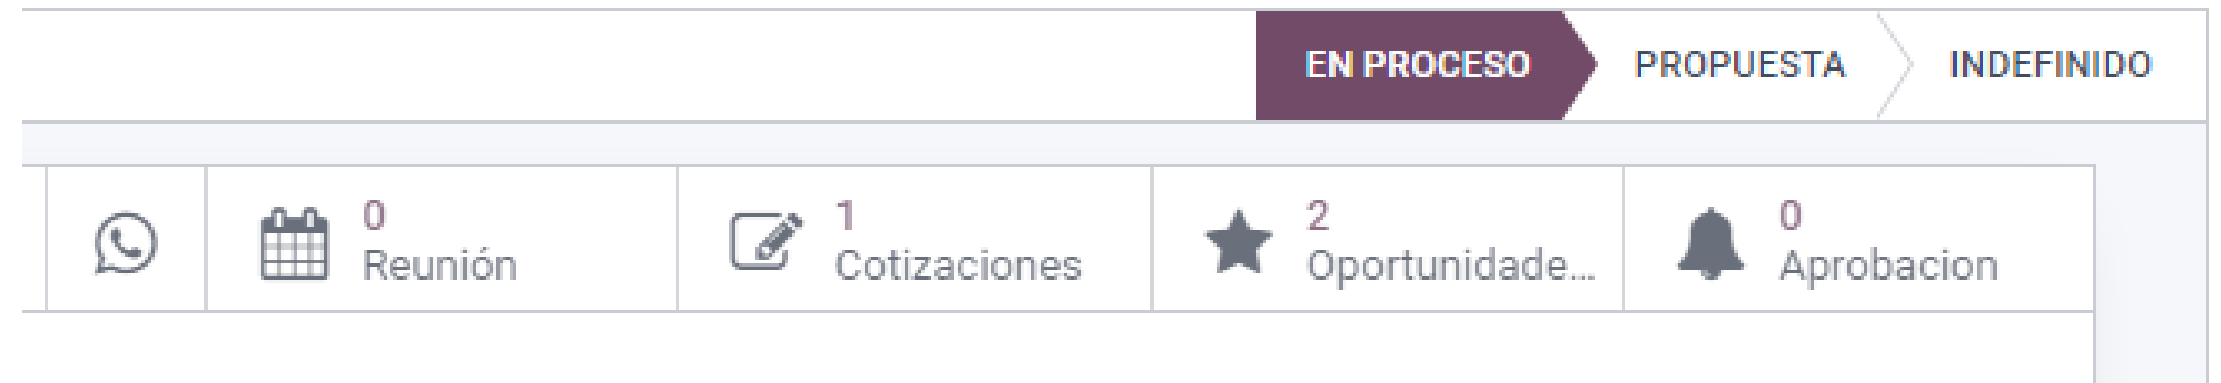 EN PROCESO PROPUESTA INDEFINIDO
0
Reunión
1
Cotizaciones
2
Oportunidade...
0
Aprobacion